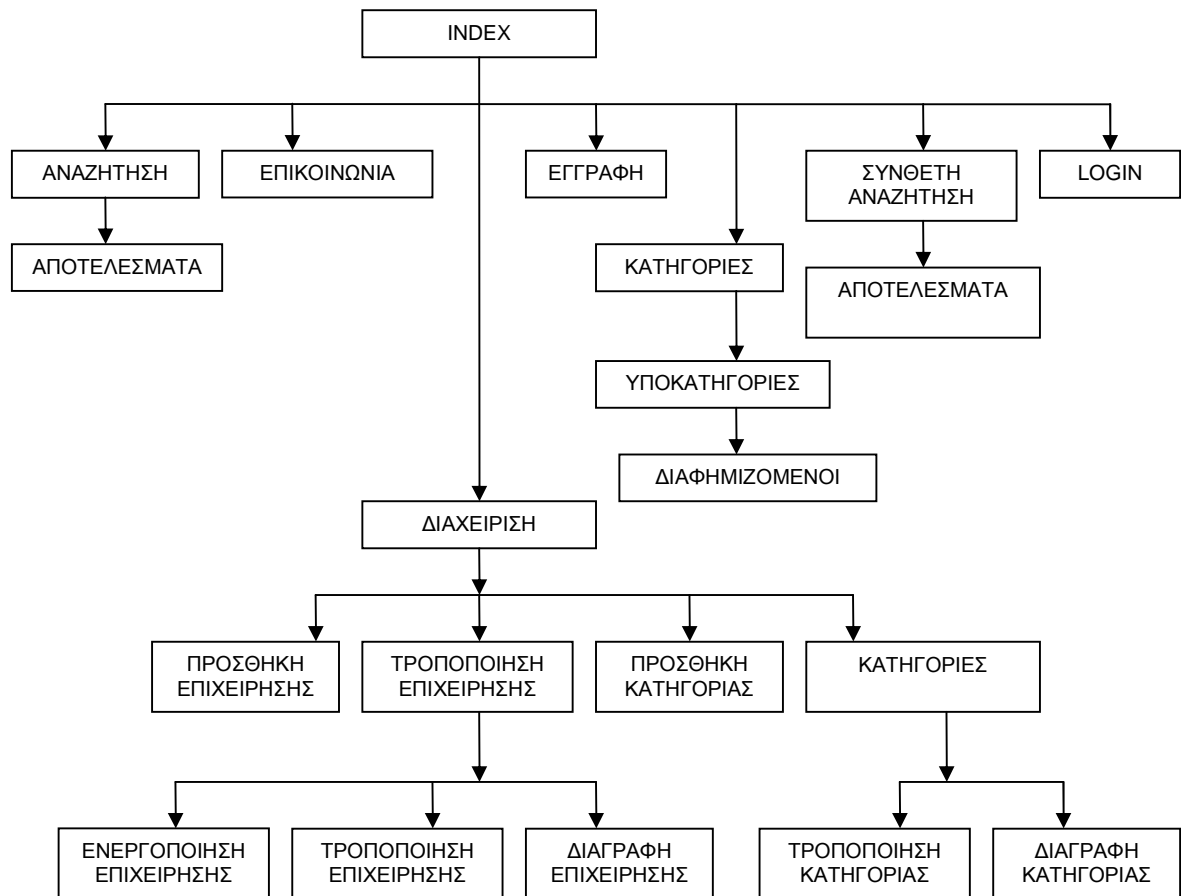 INDEX
ΑΝΑΖΗΤΗΣΗ
ΕΠΙΚΟΙΝΩΝΙΑ
ΕΓΓΡΑΦΗ
ΣΥΝΘΕΤΗ
ΑΝΑΖΗΤΗΣΗ
LOGIN
ΑΠΟΤΕΛΕΣΜΑΤΑ
ΚΑΤΗΓΟΡΙΕΣ
ΑΠΟΤΕΛΕΣΜΑΤΑ
ΥΠΟΚΑΤΗΓΟΡΙΕΣ
ΔΙΑΦΗΜΙΖΟΜΕΝΟΙ
ΔΙΑΧΕΙΡΙΣΗ
ΠΡΟΣΘΗΚΗ
ΕΠΙΧΕΙΡΗΣΗΣ
ΤΡΟΠΟΠΟΙΗΣΗ
ΕΠΙΧΕΙΡΗΣΗΣ
ΠΡΟΣΘΗΚΗ
ΚΑΤΗΓΟΡΙΑΣ
ΚΑΤΗΓΟΡΙΕΣ
ΕΝΕΡΓΟΠΟΙΗΣΗ
ΕΠΙΧΕΙΡΗΣΗΣ
ΤΡΟΠΟΠΟΙΗΣΗ
ΕΠΙΧΕΙΡΗΣΗΣ
ΔΙΑΓΡΑΦΗ
ΕΠΙΧΕΙΡΗΣΗΣ
ΤΡΟΠΟΠΟΙΗΣΗ
ΚΑΤΗΓΟΡΙΑΣ
ΔΙΑΓΡΑΦΗ
ΚΑΤΗΓΟΡΙΑΣ